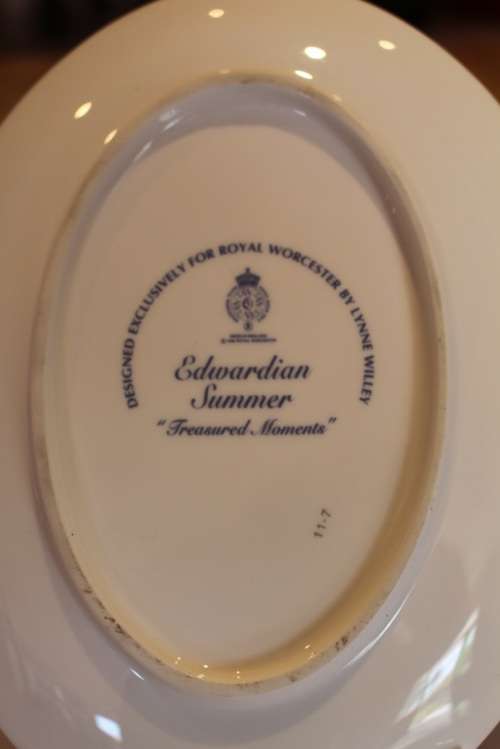 DESIGNED EXCLUSIVELY FOR ROYAL WORCESTER BY LYNNE WILLEY
Edwardian
Summer
"Treasured Moments"
11-7